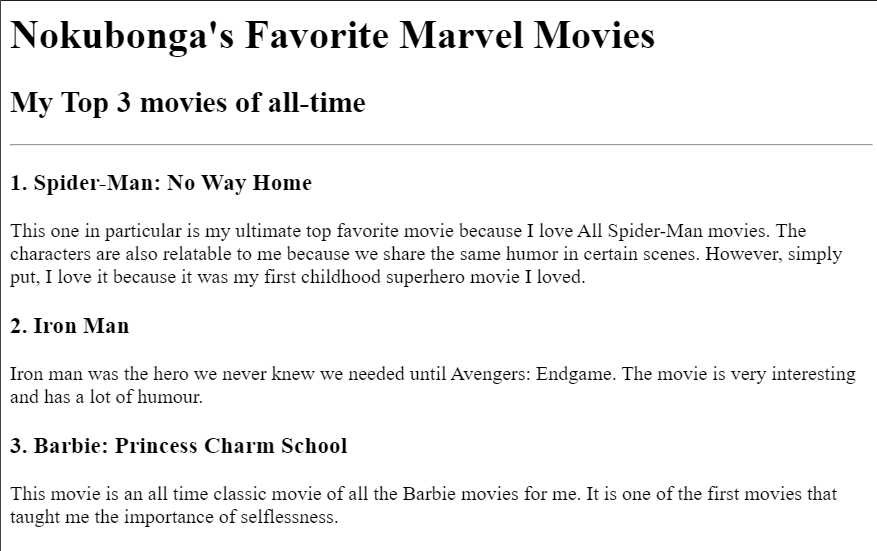 Nokubonga's Favorite Marvel Movies
My Top 3 movies of all-time
1. Spider-Man: No Way Home
This one in particular is my ultimate top favorite movie because I love All Spider-Man movies. The
characters are also relatable to me because we share the same humor in certain scenes. However, simply
put, I love it because it was my first childhood superhero movie I loved.
2. Iron Man
Iron man was the hero we never knew we needed until Avengers: Endgame. The movie is very interesting
and has a lot of humour.
3. Barbie: Princess Charm School
This movie is an all time classic movie of all the Barbie movies for me. It is one of the first movies that
taught me the importance of selflessness.